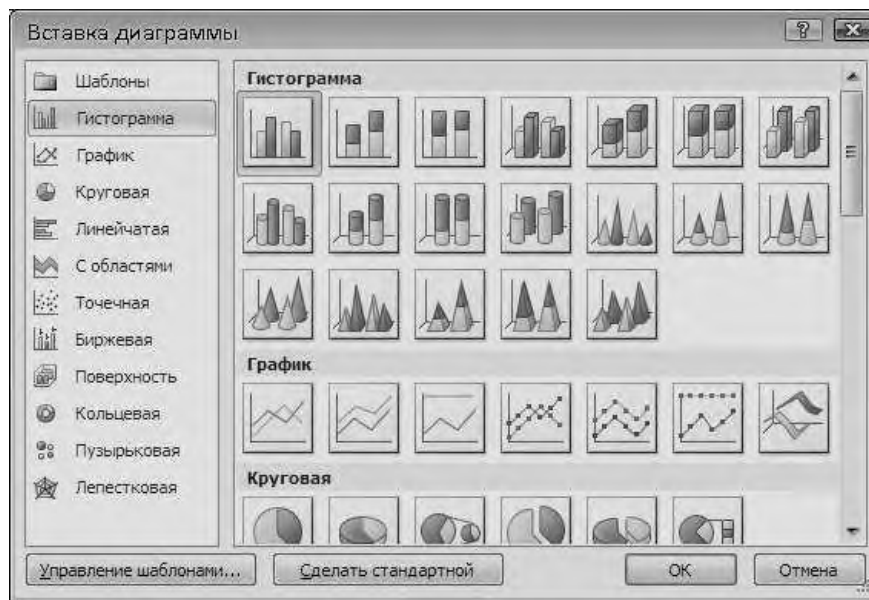 Вставка диаграммы
Шаблоны
Гистограмма
График
Круговая
Линейчатая
С областями
Точечная
Биржевая
Поверхность
Кольцевая
Пузырьковая
Лепестковая
Гистограмма
График
Круговая
Управление шаблонами...
Сделать стандартной
ОК
Отмена